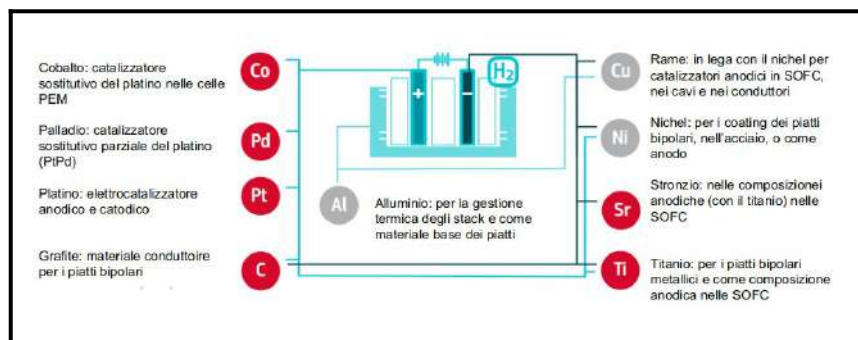 Cobalto: catalizzatore
sostitutivo del platino nelle celle
PEM
Co
Palladio: catalizzatore
sostitutivo parziale del platino
(PtPd)
Pd
Platino: elettrocatalizzatore
anodico e catodico
Pt
Grafite: materiale conduttoire
per i piatti bipolari
C
+
−
H2
Al
Alluminio: per la gestione
termica degli stack e come
materiale base dei piatti
Cu
Rame: in lega con il nichel per
catalizzatori anodici in SOFC,
nei cavi e nei conduttori
Ni
Nichel: per i coating dei piatti
bipolari, nell'acciaio, o come
anodo
Sr
Stronzio: nelle composizionei
anodiche (con il titanio) nelle
SOFC
Ti
Titanio: per i piatti bipolari
metallici e come composizione
anodica nelle SOFC